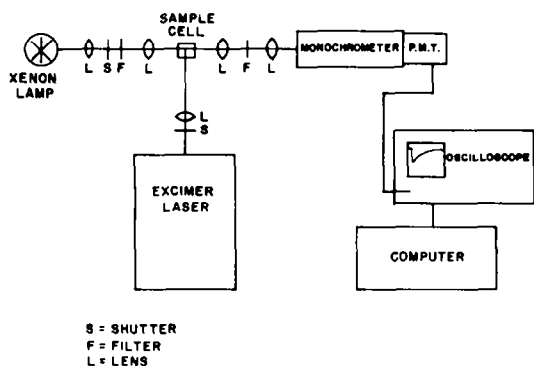 SAMPLE
CELL
XENON
LAMP
L
S
F
L
L
F
L
MONOCHROMETER
P.M.T.
L
S
EXCIMER
LASER
OSCILLOSCOPE
COMPUTER
S = SHUTTER
F = FILTER
L = LENS